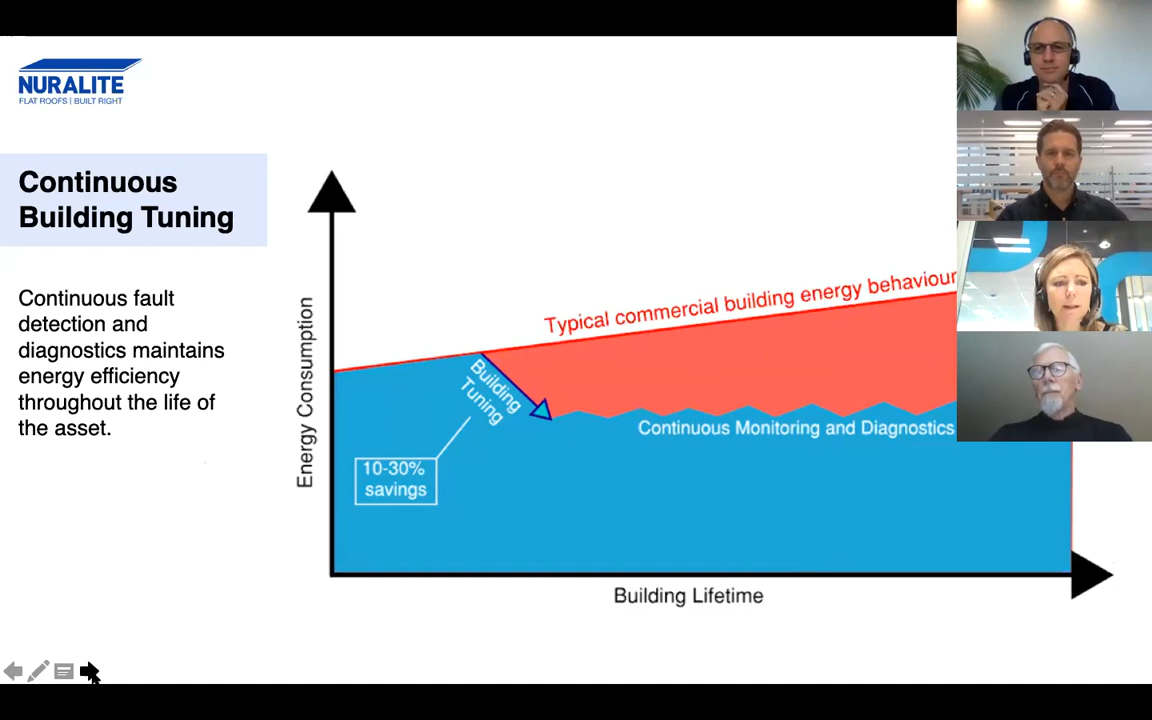 NURALITE
FLAT ROOFS | BUILT RIGHT
Continuous
Building Tuning
Continuous fault
detection and
diagnostics maintains
energy efficiency
throughout the life of
the asset.
Energy Consumption
Typical commercial building energy behaviour
Building
Tuning
10-30%
savings
Continuous Monitoring and Diagnostics
Building Lifetime